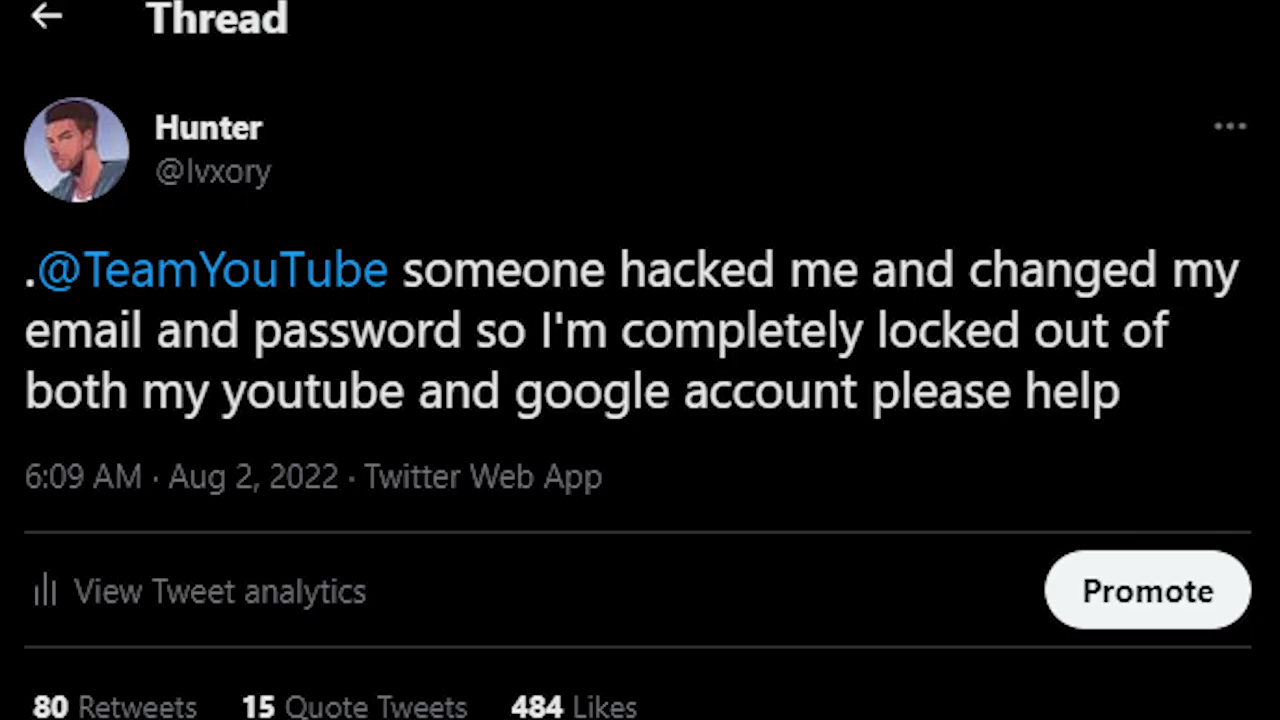 Thread
Hunter
@lvxory
.@TeamYouTube someone hacked me and changed my
email and password so I'm completely locked out of
both my youtube and google account please help
6:09 AM · Aug 2, 2022 · Twitter Web App
View Tweet analytics
Promote
80 Retweets 15 Quote Tweets 484 Likes